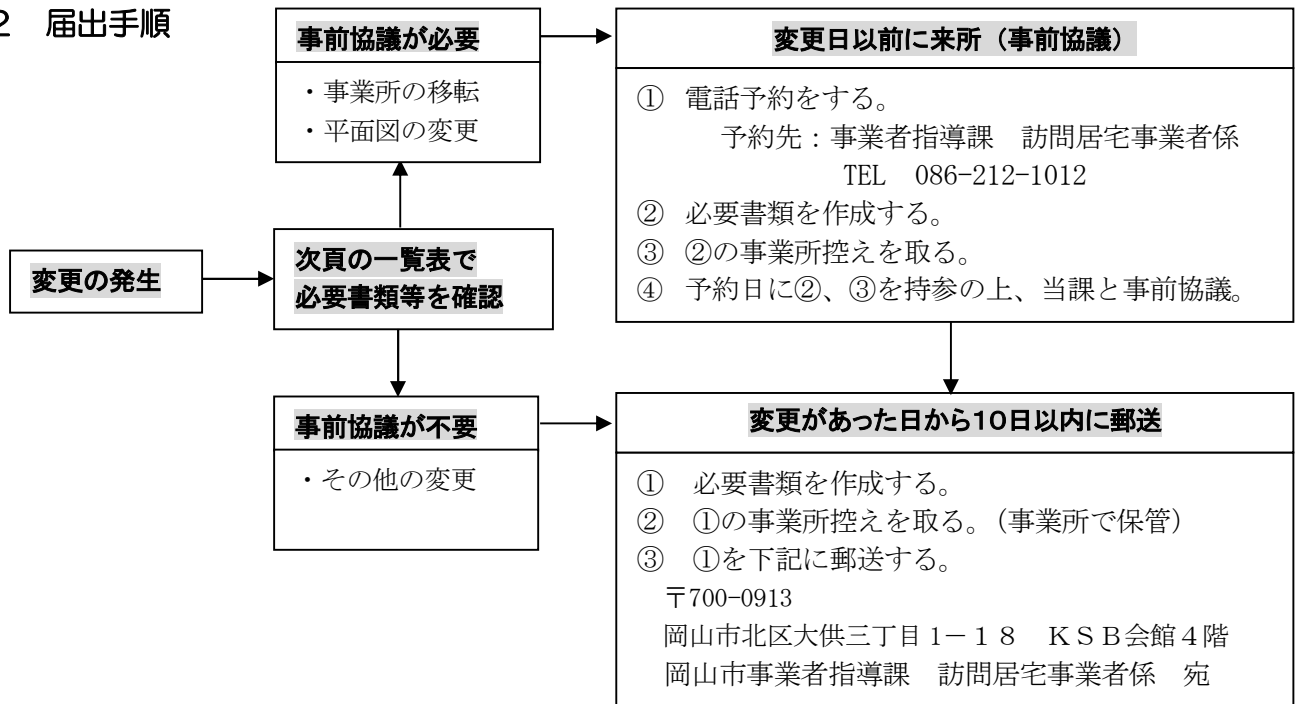 ２　届出手順
事前協議が必要
・事業所の移転
・平面図の変更
変更日以前に来所（事前協議）
① 電話予約をする。
予約先：事業者指導課　訪問居宅事業者係
TEL　086-212-1012
② 必要書類を作成する。
③ ②の事業所控えを取る。
④ 予約日に②、③を持参の上、当課と事前協議。
変更の発生
次頁の一覧表で
必要書類等を確認
事前協議が不要
・その他の変更
変更があった日から１０日以内に郵送
①　必要書類を作成する。
②　①の事業所控えを取る。（事業所で保管）
③　①を下記に郵送する。
〒700-0913
岡山市北区大供三丁目 1－１８　ＫＳＢ会館４階
岡山市事業者指導課　訪問居宅事業者係　宛